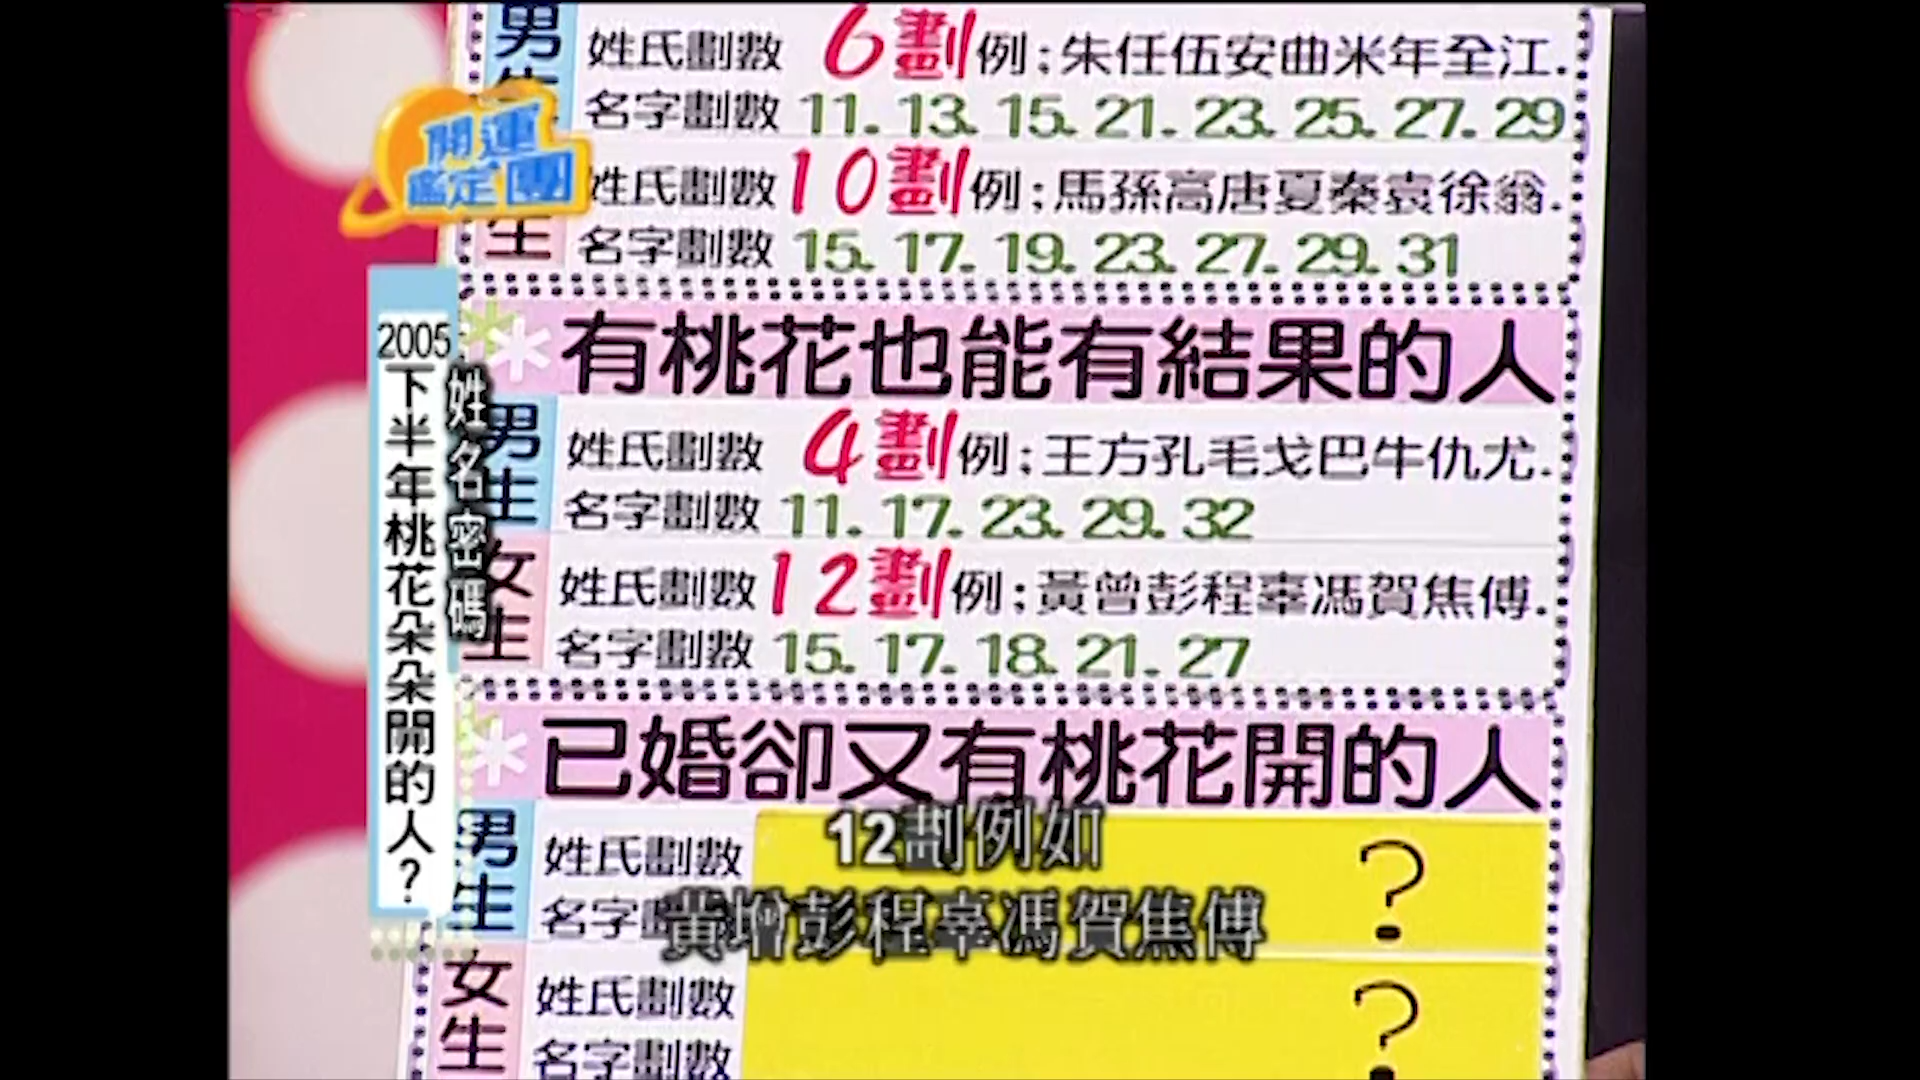 男生
姓氏劃數 6劃 例；朱任伍安曲米年全江.
名字劃數 11. 13. 15. 21. 23. 25. 27. 29
開運
鑑定團
生
姓氏劃數 10劃 例；馬孫高唐夏秦袁徐翁.
名字劃數 15. 17. 19. 23. 27. 29. 31
＊有桃花也能有結果的人
男生
姓氏劃數 4劃 例；王方孔毛戈巴牛仇尤.
名字劃數 11. 17. 23. 29. 32
女生
姓氏劃數 12劃 例；黃曾彭程辜馮賀焦傅.
名字劃數 15. 17. 18. 21. 27
＊已婚卻又有桃花開的人
男生
姓氏劃數 ？
名字劃
女生
姓氏劃數 ？
名字劃數
姓名密碼
2005下半年桃花朵朵開的人？
12劃例如
黃增彭程辜馮賀焦傅